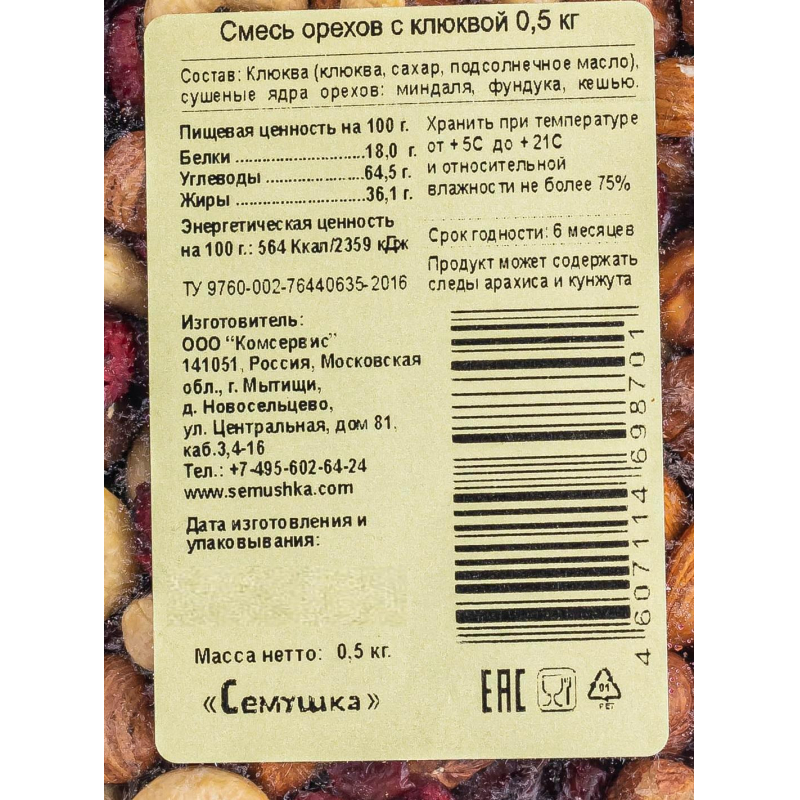 Смесь орехов с клюквой 0,5 кг
Состав: Клюква (клюква, сахар, подсолнечное масло),
сушеные ядра орехов: миндаля, фундука, кешью.
Пищевая ценность на 100 г.
Белки ........................18,0 г.
Углеводы ..................64,5 г.
Жиры ........................36,1 г.
Энергетическая ценность
на 100 г.: 564 Ккал/2359 кДж
ТУ 9760-002-76440635-2016
Изготовитель:
ООО “Комсервис”
141051, Россия, Московская
обл., г. Мытищи,
д. Новосельцево,
ул. Центральная, дом 81,
каб.3,4-16
Тел.: +7-495-602-64-24
www.semushka.com
Дата изготовления и
упаковывания:
Масса нетто: 0,5 кг.
«Семушка»
Хранить при температуре
от + 5С до + 21С
и относительной
влажности не более 75%
Срок годности: 6 месяцев
Продукт может содержать
следы арахиса и кунжута
4607114698701
EAC
01
PET